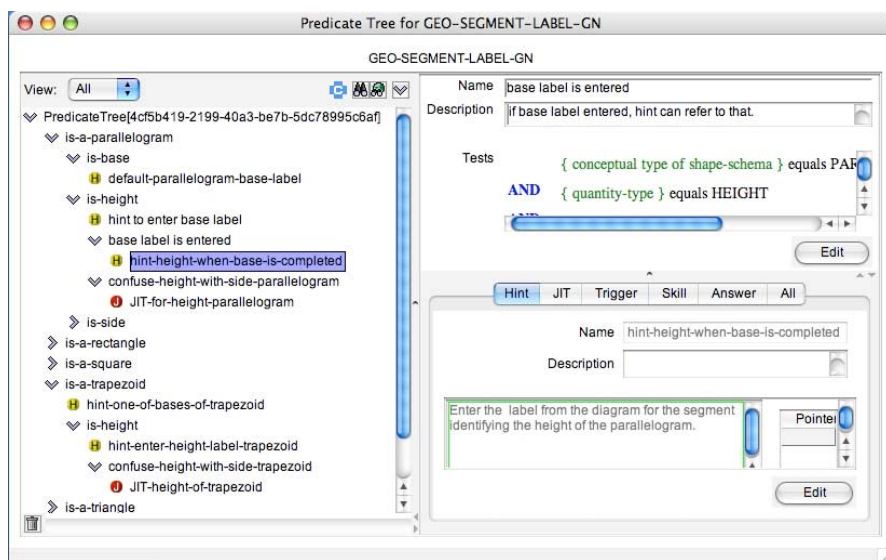 Predicate Tree for GEO-SEGMENT-LABEL-GN
GEO-SEGMENT-LABEL-GN
View: All
PredicateTree[4cf5b419-2199-40a3-be7b-5dc78995c6af]
is-a-parallelogram
is-base
H default-parallelogram-base-label
is-height
H hint to enter base label
base label is entered
H hint-height-when-base-is-completed
confuse-height-with-side-parallelogram
J JIT-for-height-parallelogram
is-side
is-a-rectangle
is-a-square
is-a-trapezoid
H hint-one-of-bases-of-trapezoid
is-height
H hint-enter-height-label-trapezoid
confuse-height-with-side-trapezoid
J JIT-height-of-trapezoid
is-a-triangle
Name base label is entered
Description if base label entered, hint can refer to that.
Tests { conceptual type of shape-schema } equals PAR
AND { quantity-type } equals HEIGHT
AND
Edit
Hint JIT Trigger Skill Answer All
Name hint-height-when-base-is-completed
Description
Enter the label from the diagram for the segment
identifying the height of the parallelogram.
Pointer
Edit